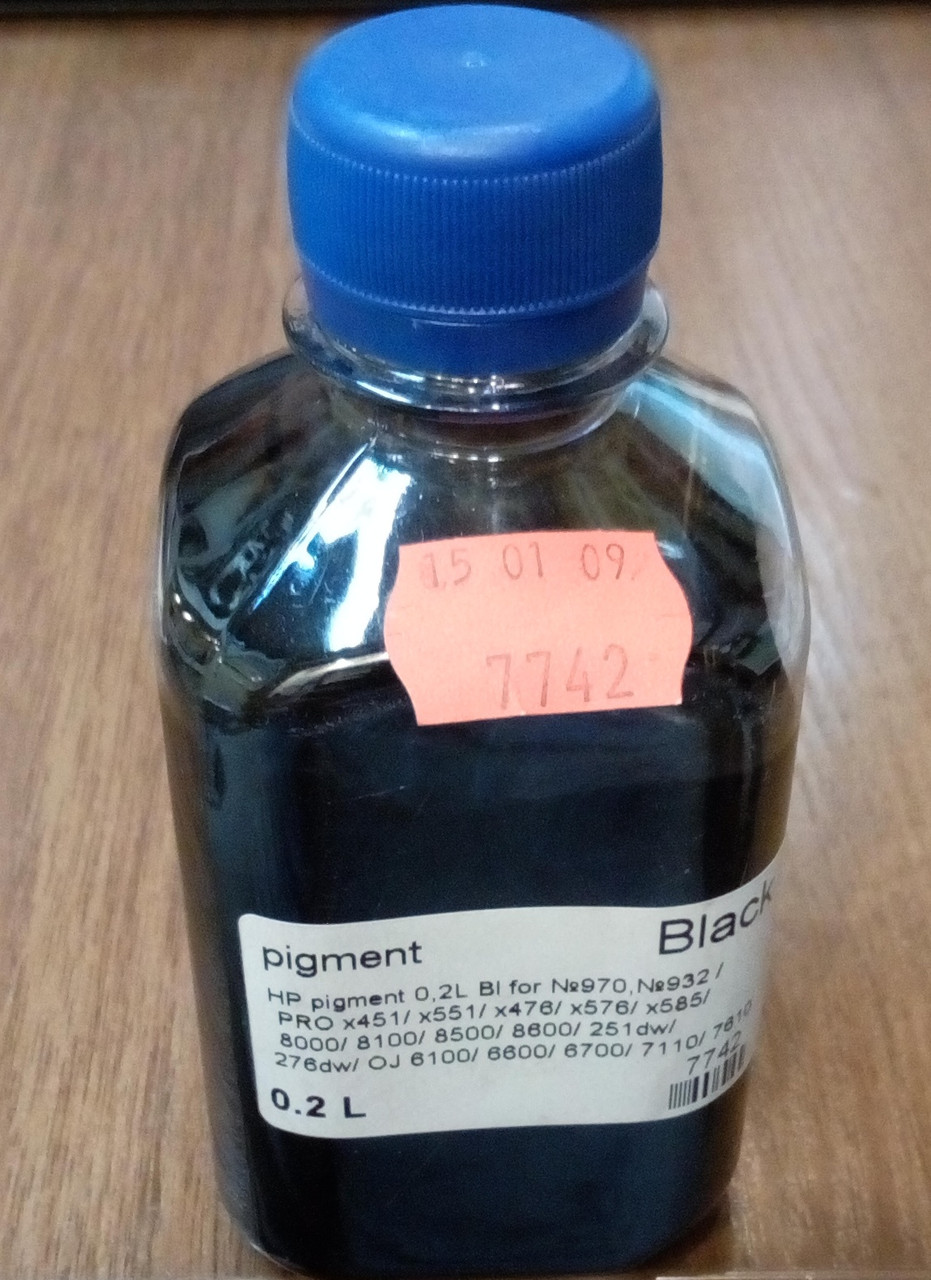 15 01 09
7742
pigment
Black
HP pigment 0,2L Bl for №970,№932 /
PRO x451/ x551/ x476/ x576/ x585/
8000/ 8100/ 8500/ 8600/ 251dw/
276dw/ OJ 6100/ 6600/ 6700/ 7110/ 7610
7742
0.2 L